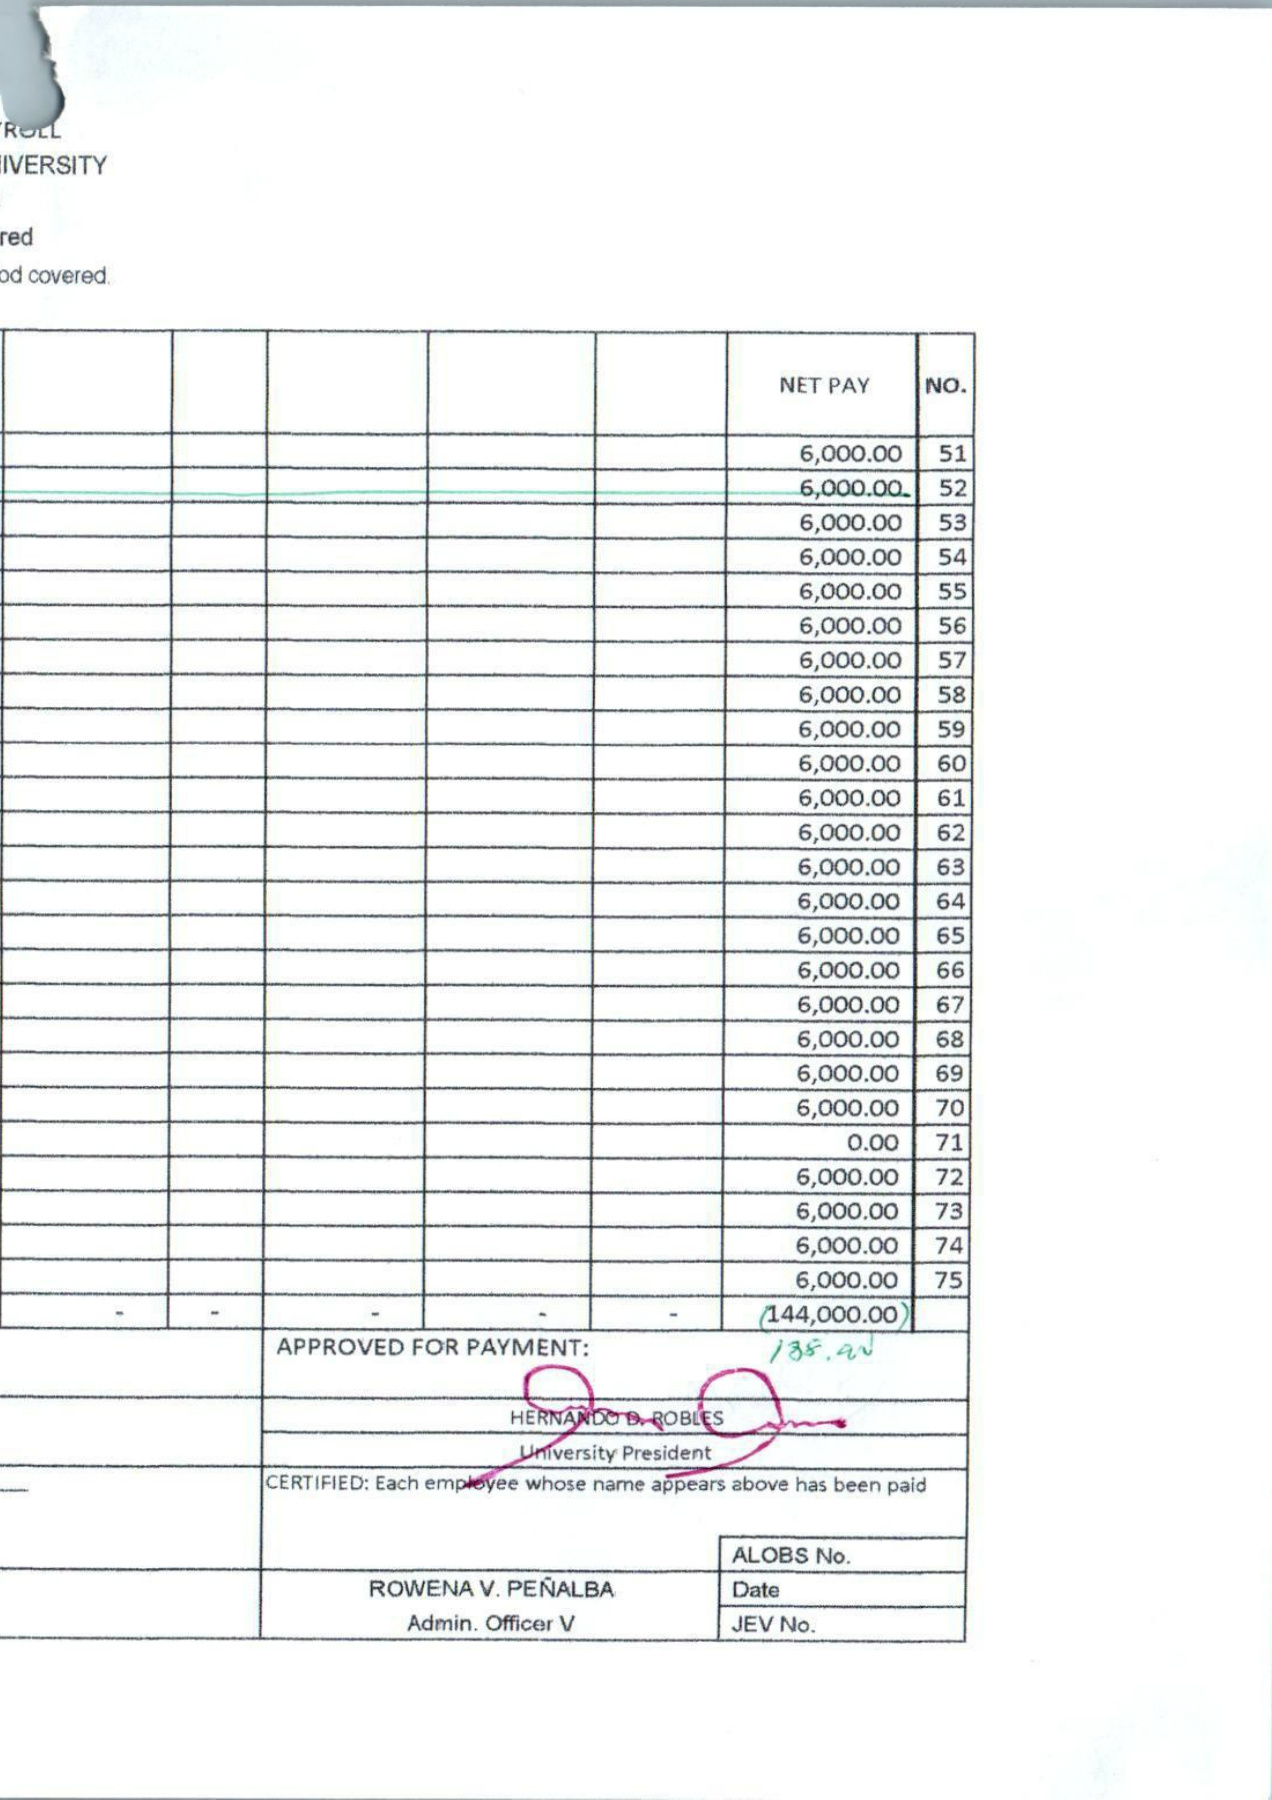 YROLL
IVERSITY
red
od covered.
NET PAY NO.
6,000.00 51
6,000.00 52
6,000.00 53
6,000.00 54
6,000.00 55
6,000.00 56
6,000.00 57
6,000.00 58
6,000.00 59
6,000.00 60
6,000.00 61
6,000.00 62
6,000.00 63
6,000.00 64
6,000.00 65
6,000.00 66
6,000.00 67
6,000.00 68
6,000.00 69
6,000.00 70
0.00 71
6,000.00 72
6,000.00 73
6,000.00 74
6,000.00 75
- - - - - (144,000.00)
APPROVED FOR PAYMENT:
HERNANDO D. ROBLES
University President
CERTIFIED: Each employee whose name appears above has been paid
ALOBS No.
ROWENA V. PEÑALBA Date
Admin. Officer V JEV No.